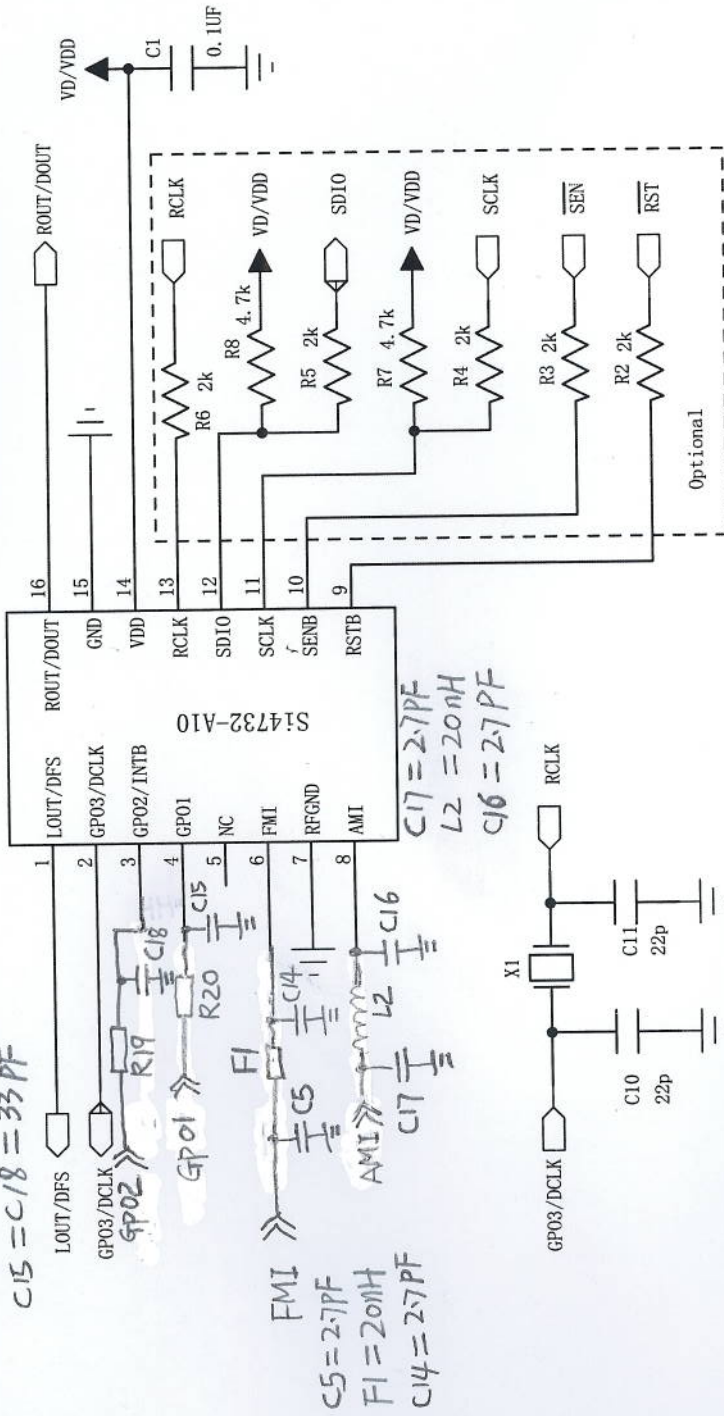 C15=C18=33PF
LOUT/DFS
GPO3/DCLK
GPO2
R19
C18
GPO1
R20
C15
FMI
C5
F1
C14
AMI
C17
L2
C16
C5=2.7PF
F1=20nH
C14=2.7PF
1
2
3
4
5
6
7
8
LOUT/DFS
GPO3/DCLK
GPO2/INTB
GPO1
NC
FMI
RFGND
AMI
Si4732-A10
ROUT/DOUT
GND
VDD
RCLK
SDIO
SCLK
SENB
RSTB
16
15
14
13
12
11
10
9
C17=2.7PF
L2=20nH
C16=2.7PF
ROUT/DOUT
VD/VDD
C1
0.1UF
R6
2k
RCLK
R8
4.7k
VD/VDD
R5
2k
SDIO
R7
4.7k
VD/VDD
R4
2k
SCLK
R3
2k
SEN
R2
2k
RST
Optional
GPO3/DCLK
X1
RCLK
C10
22p
C11
22p